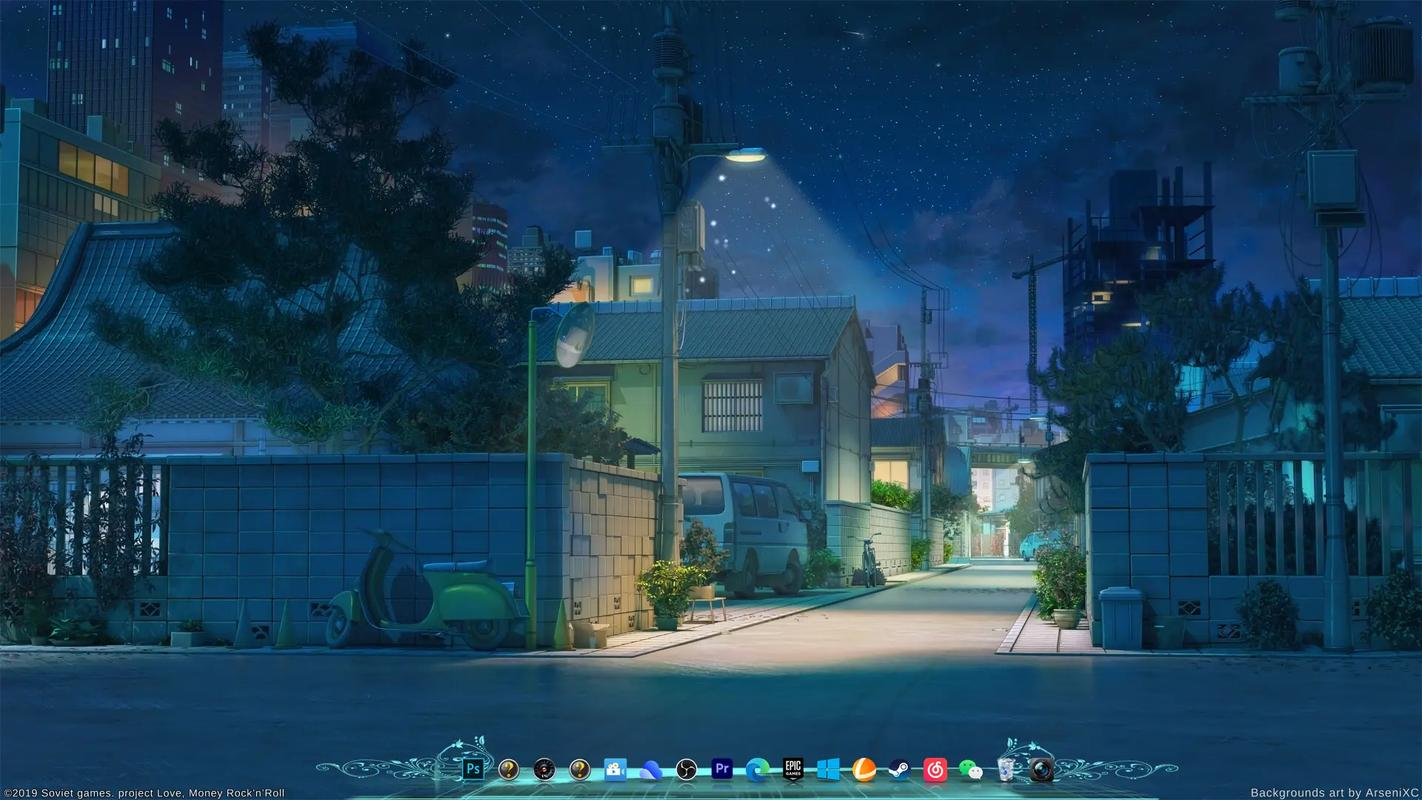 Ps
Pr
EPIC
GAMES
©2019 Soviet games. project Love, Money Rock'n'Roll
Backgrounds art by ArseniXC